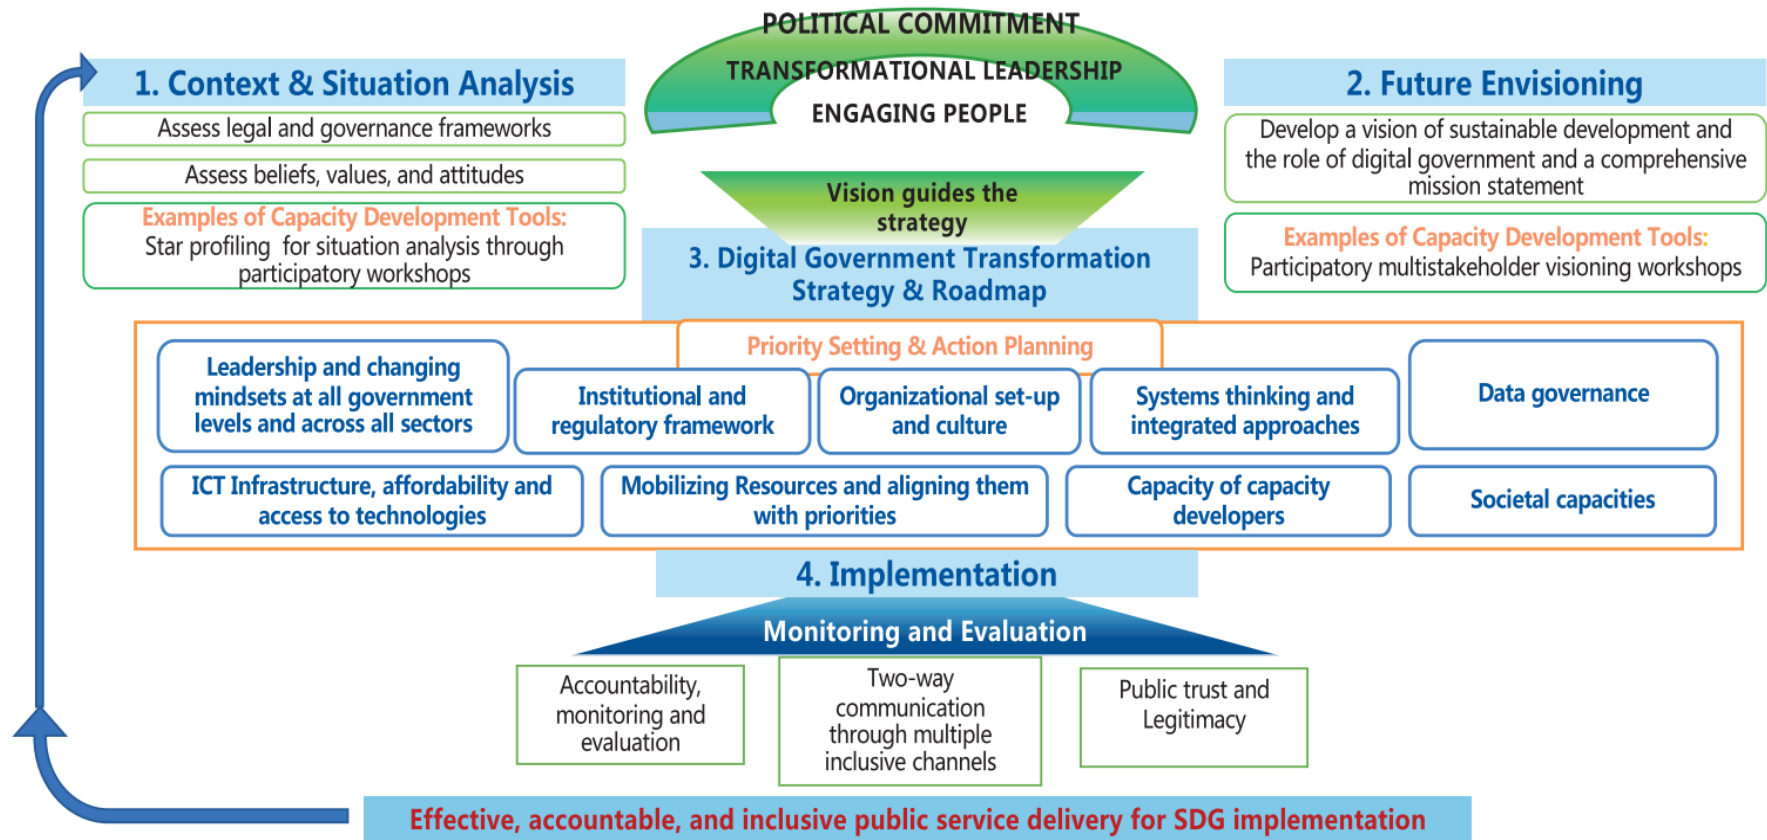 POLITICAL COMMITMENT
TRANSFORMATIONAL LEADERSHIP
ENGAGING PEOPLE
1. Context & Situation Analysis
Assess legal and governance frameworks
Assess beliefs, values, and attitudes
Examples of Capacity Development Tools:
Star profiling for situation analysis through
participatory workshops
2. Future Envisioning
Develop a vision of sustainable development and
the role of digital government and a comprehensive
mission statement
Examples of Capacity Development Tools:
Participatory multistakeholder visioning workshops
Vision guides the
strategy
3. Digital Government Transformation
Strategy & Roadmap
Priority Setting & Action Planning
Leadership and changing
mindsets at all government
levels and across all sectors
Institutional and
regulatory framework
Organizational set-up
and culture
Systems thinking and
integrated approaches
Data governance
ICT Infrastructure, affordability and
access to technologies
Mobilizing Resources and aligning them
with priorities
Capacity of capacity
developers
Societal capacities
4. Implementation
Monitoring and Evaluation
Accountability,
monitoring and
evaluation
Two-way
communication
through multiple
inclusive channels
Public trust and
Legitimacy
Effective, accountable, and inclusive public service delivery for SDG implementation